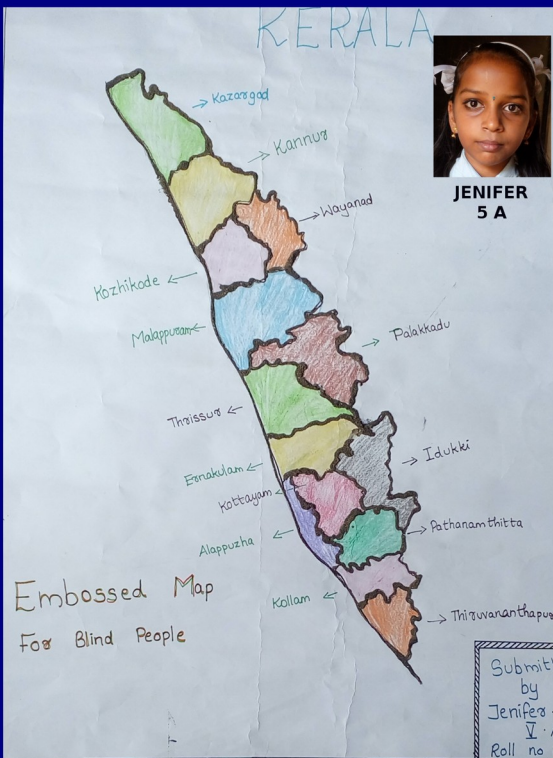 KERALA
JENIFER
5 A
Kazargod
Kannur
Wayanad
Kozhikode
Malappuram
Palakkadu
Thrissur
Idukki
Ernakulam
Kottayam
Pathanamthitta
Alappuzha
Embossed Map
Kollam
For Blind People
Submit
by
Jenifer
V.
Roll no